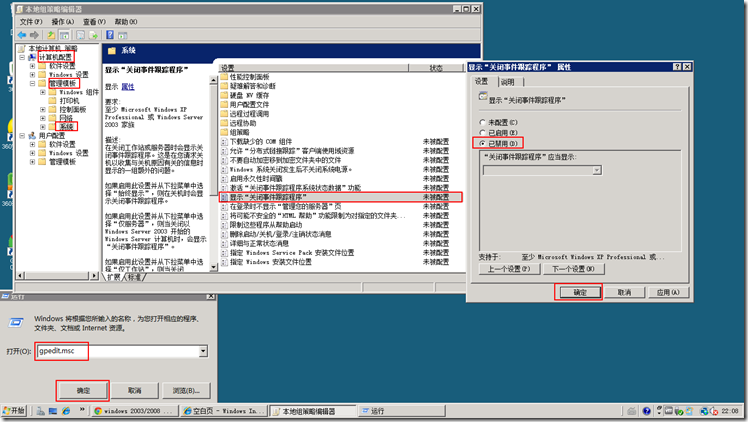 本地组策略编辑器
文件(F) 操作(A) 查看(V) 帮助(H)
本地计算机 策略
计算机配置
软件设置
Windows 设置
管理模板
Windows 组件
打印机
控制面板
网络
系统
用户配置
软件设置
Windows 设置
管理模板
系统
显示“关闭事件跟踪程序”
显示 属性
要求:
至少 Microsoft Windows XP
Professional 或 Windows Server
2003 家族
描述:
在关闭工作站或服务器时会显示关
闭事件跟踪程序。这是在您请求关
机以收集与关机原因有关的信息时
显示的一组额外的问题。
如果启用此设置并从下拉菜单中选
择“始终显示”，则在关机时会显示
关闭事件跟踪程序。
如果启用此设置并从下拉菜单中选
择“仅服务器”，则当关闭以
Windows Server 2003 开始的
Windows Server 计算机时，会显示
“关闭事件跟踪程序”。
如果启用此设置并从下拉菜单中选
择“仅工作站”，则当关闭
扩展 标准
设置 状态
性能控制面板
疑难解答和诊断
硬盘 NV 缓存
用户配置文件
远程过程调用
远程协助
组策略
下载缺少的 COM 组件 未被配置
允许“分布式链接跟踪”客户端使用域资源 未被配置
不要自动加密移到加密文件夹中的文件 未被配置
Windows 系统关闭发生后不关闭系统电源 未被配置
启用永久性时间戳 未被配置
激活“关闭事件跟踪程序系统状态数据”功能 未被配置
显示“关闭事件跟踪程序” 未被配置
在登录时不显示“管理您的服务器”页 未被配置
将可能不安全的“HTML 帮助”功能限制为对指定的文件夹... 未被配置
限制这些程序从帮助启动 未被配置
删除启动/关机/登录/注销状态消息 未被配置
详细与正常状态消息 未被配置
指定 Windows Service Pack 安装文件位置 未被配置
指定 Windows 安装文件位置 未被配置
显示“关闭事件跟踪程序” 属性
设置 说明
显示“关闭事件跟踪程序”
未配置(C)
已启用(E)
已禁用(D)
“关闭事件跟踪程序”应当显示:
支持于: 至少 Microsoft Windows XP Professional 或...
上一个设置(P) 下一个设置(N)
确定 取消 应用(A)
运行
Windows 将根据您所输入的名称，为您打开相应的程序、
文件夹、文档或 Internet 资源。
打开(O): gpedit.msc
确定 取消 浏览(B)...
开始 windows 2003/2008 ... 空白页 - Windows In... 本地组策略编辑器 运行 22:08